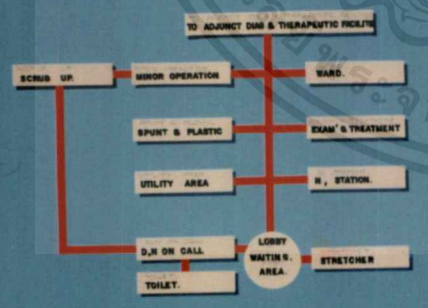 TO ADJUNCT DIAG & THERAPEUTIC FACILITIE
SCRUB UP.
MINOR OPERATION
WARD.
SPLINT & PLASTIC
EXAM'S TREATMENT
UTILITY AREA
N, STATION.
D,N ON CALL
LOBBY
WAITING.
AREA.
STRETCHER
TOILET.